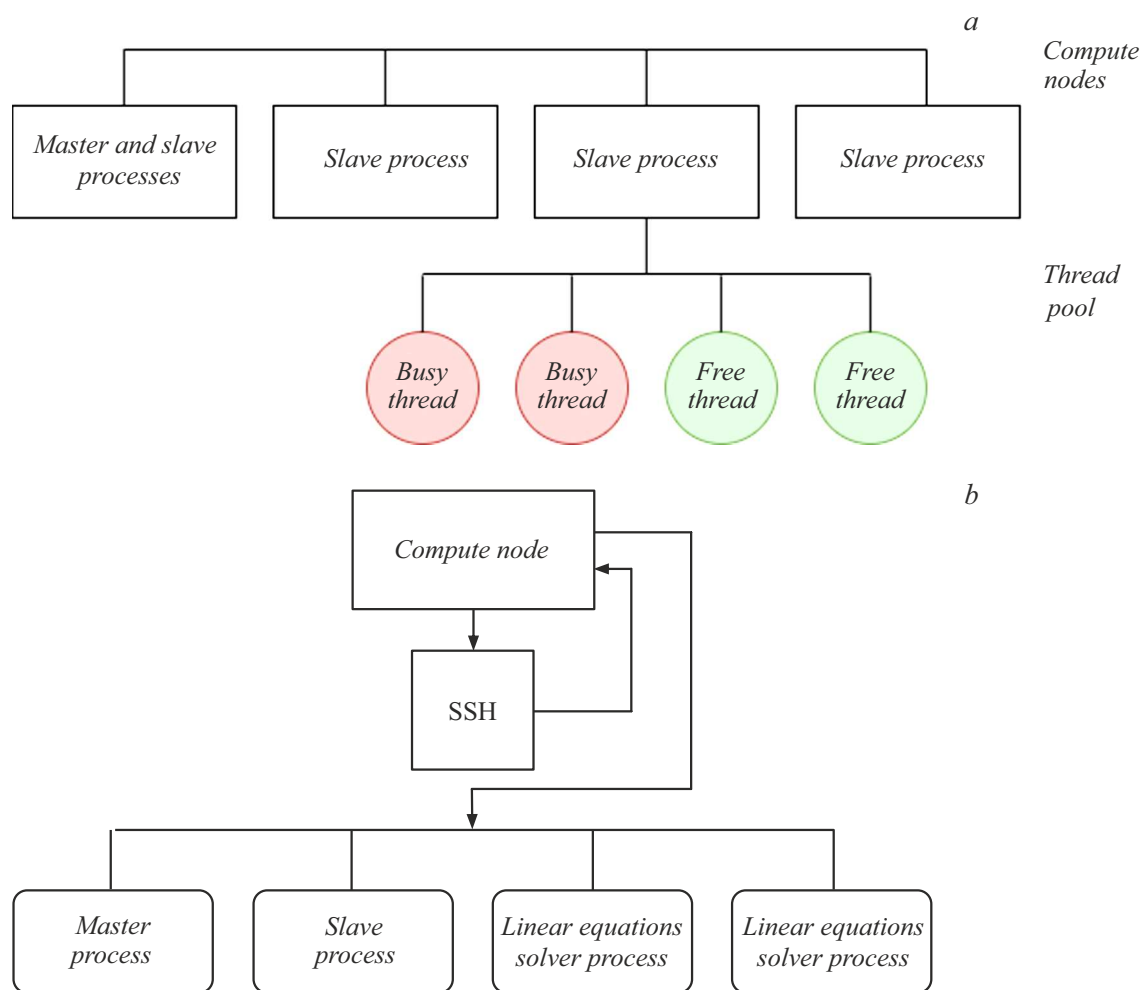 a
Compute
nodes
Master and slave
processes
Slave process
Slave process
Slave process
Thread
pool
Busy
thread
Busy
thread
Free
thread
Free
thread
b
Compute node
SSH
Master
process
Slave
process
Linear equations
solver process
Linear equations
solver process